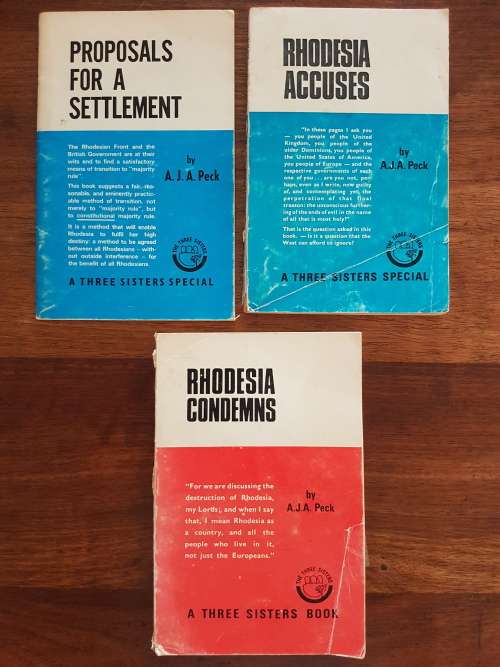 PROPOSALS
FOR A
SETTLEMENT
The Rhodesian Front and the
British Government are at their
wits end to find a satisfactory
means of transition to "majority
rule".
This book suggests a fair, rea-
sonable, and eminently practic-
able method of transition, not
merely to "majority rule", but
to constitutional majority rule.
It is a method that will enable
Rhodesia to fulfil her high
destiny: a method to be agreed
between all Rhodesians – with-
out outside interference – for
the benefit of all Rhodesians.
by
A.J.A. Peck
THE THREE SISTERS
A THREE SISTERS SPECIAL
RHODESIA
ACCUSES
"In these pages I ask you
— you people of the United
Kingdom, you people of the
older Dominions, you people of
the United States of America,
you people of Europe — and the
respective governments of each
one of you . . . are you not, per-
haps, even as I write, now guilty
of, and contemplating yet, the
perpetration of that final
treason: the unconscious further-
ing of the ends of evil in the name
of all that is most holy?"
That is the question asked in this
book. — is it a question that the
West can afford to ignore?
by
A.J.A. Peck
THE THREE SISTERS
A THREE SISTERS SPECIAL
RHODESIA
CONDEMNS
"For we are discussing the
destruction of Rhodesia,
my Lords, and when I say
that, I mean Rhodesia as
a country, and all the
people who live in it,
not just the Europeans."
by
A.J.A. Peck
THE THREE SISTERS
A THREE SISTERS BOOK